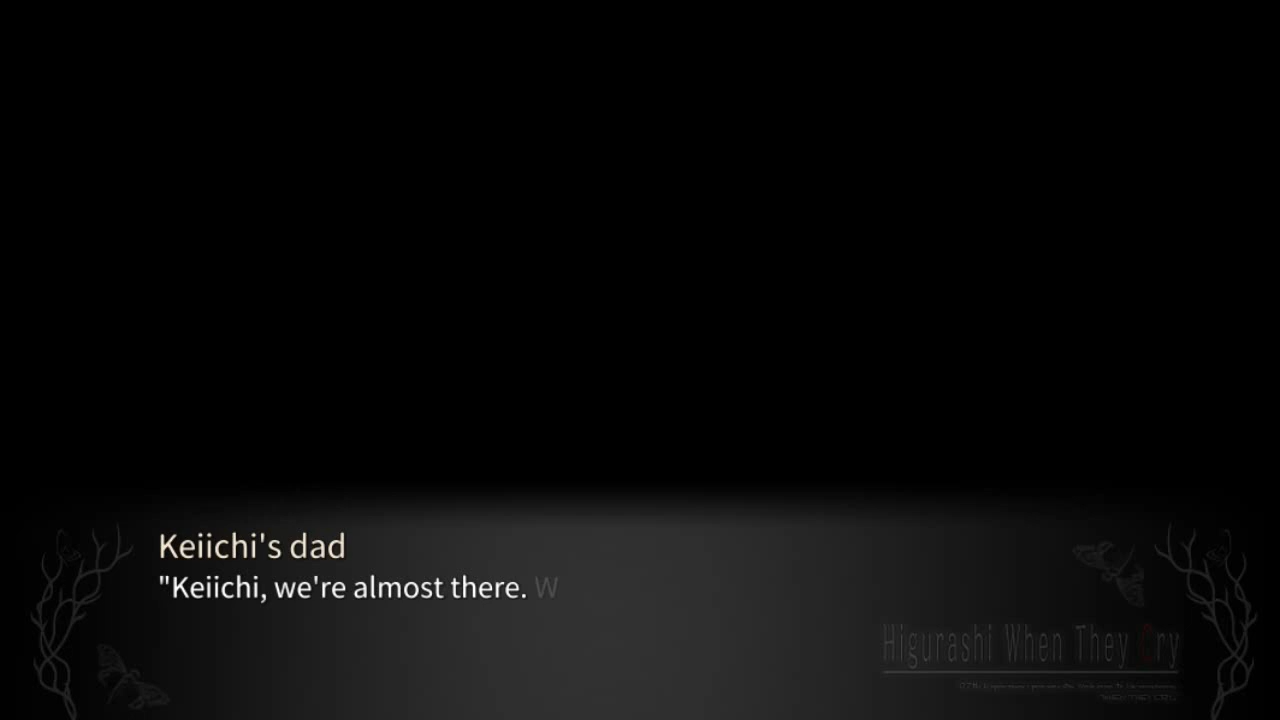 Keiichi's dad
"Keiichi, we're almost there. W
Higurashi When They Cry